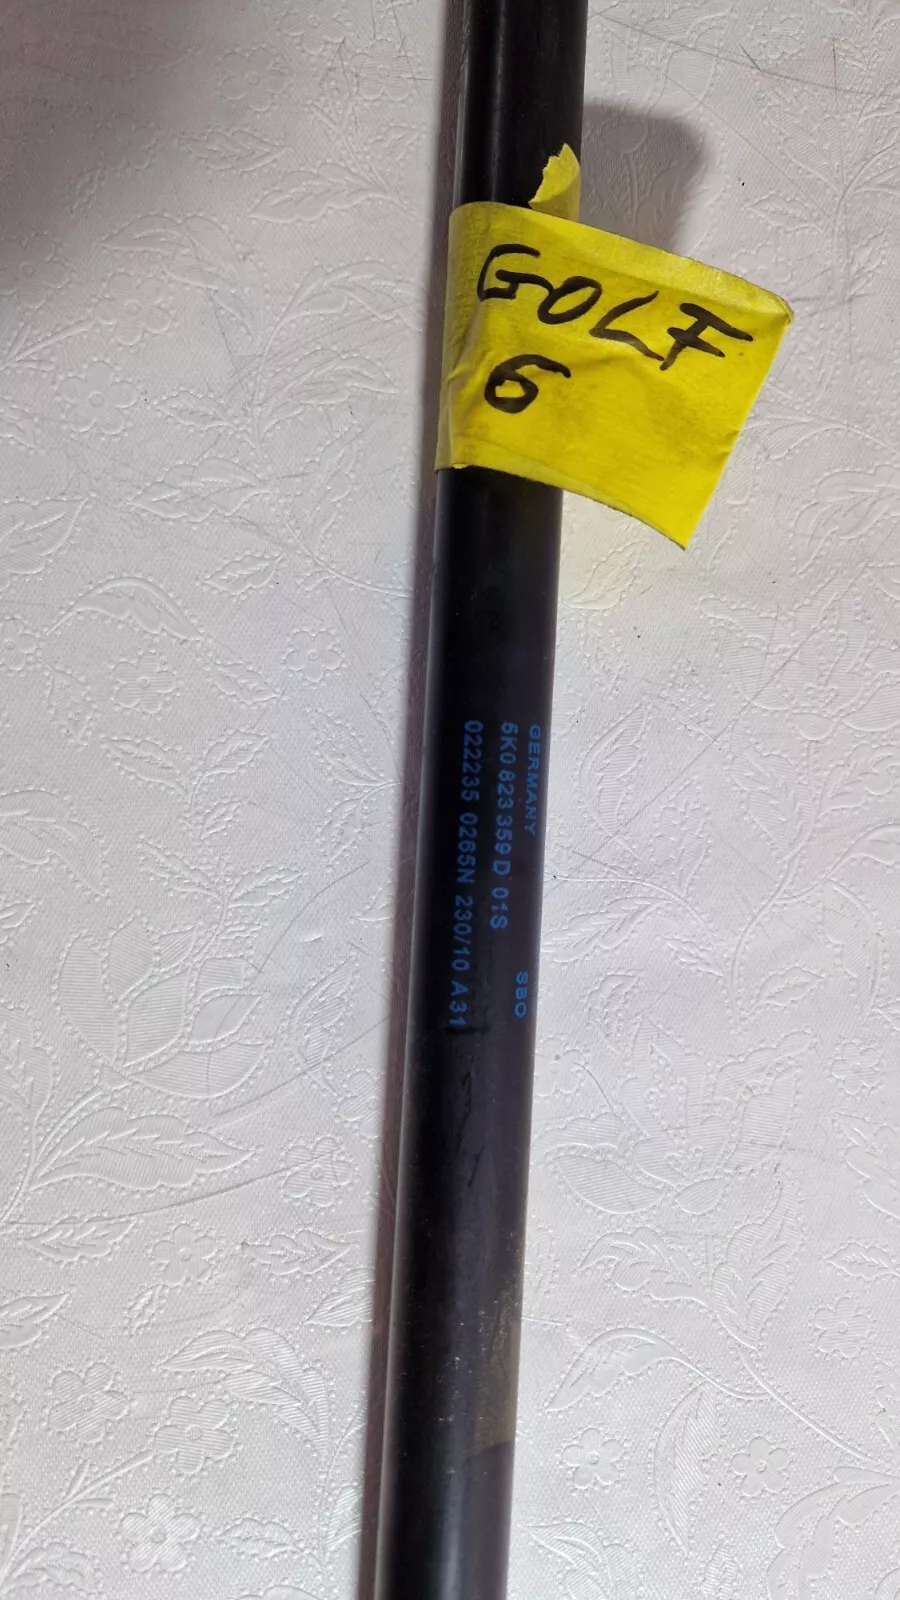 GOLF
6
GERMANY SBO
5K0 823 359 D 01S
022235 0265N 230/10 A31